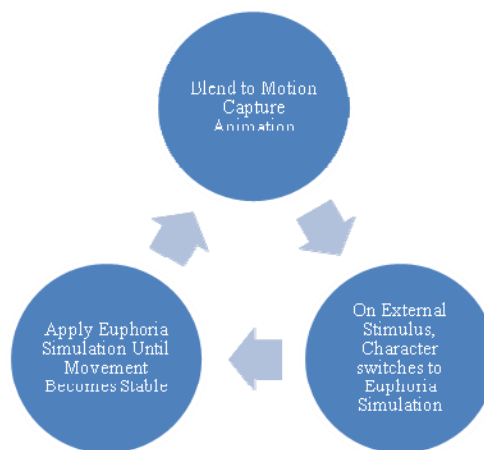 Blend to Motion
Capture
Animation
On External
Stimulus,
Character
switches to
Euphoria
Simulation
Apply Euphoria
Simulation Until
Movement
Becomes Stable